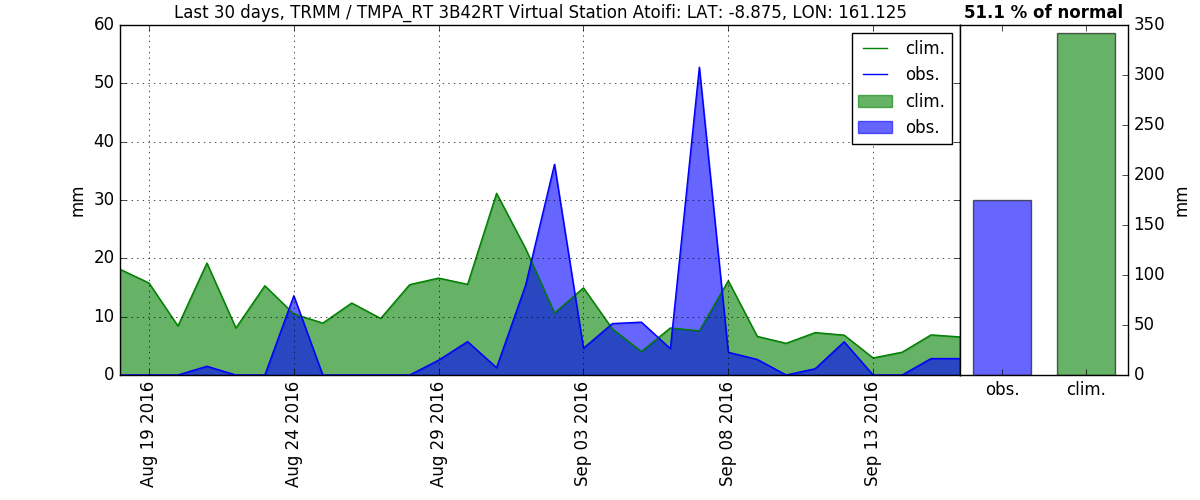 Last 30 days, TRMM / TMPA_RT 3B42RT Virtual Station Atoifi: LAT: -8.875, LON: 161.125
51.1 % of normal
60
50
40
30
20
10
0
mm
clim.
obs.
clim.
obs.
350
300
250
200
150
100
50
0
mm
Aug 19 2016
Aug 24 2016
Aug 29 2016
Sep 03 2016
Sep 08 2016
Sep 13 2016
obs.
clim.